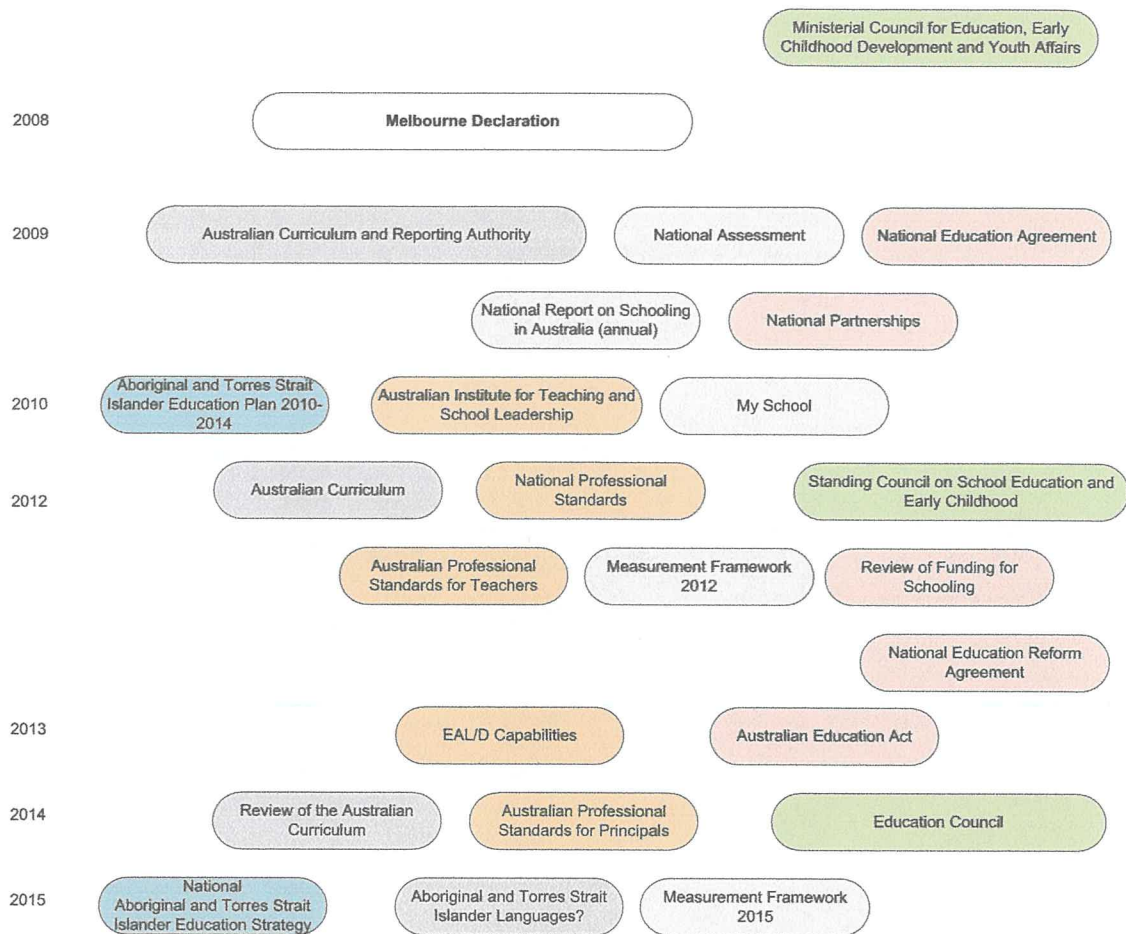 Ministerial Council for Education, Early
Childhood Development and Youth Affairs
2008
Melbourne Declaration
2009
Australian Curriculum and Reporting Authority
National Assessment
National Education Agreement
National Report on Schooling
in Australia (annual)
National Partnerships
2010
Aboriginal and Torres Strait
Islander Education Plan 2010-
2014
Australian Institute for Teaching and
School Leadership
My School
2012
Australian Curriculum
National Professional
Standards
Standing Council on School Education and
Early Childhood
Australian Professional
Standards for Teachers
Measurement Framework
2012
Review of Funding for
Schooling
National Education Reform
Agreement
2013
EAL/D Capabilities
Australian Education Act
2014
Review of the Australian
Curriculum
Australian Professional
Standards for Principals
Education Council
2015
National
Aboriginal and Torres Strait
Islander Education Strategy
Aboriginal and Torres Strait
Islander Languages?
Measurement Framework
2015